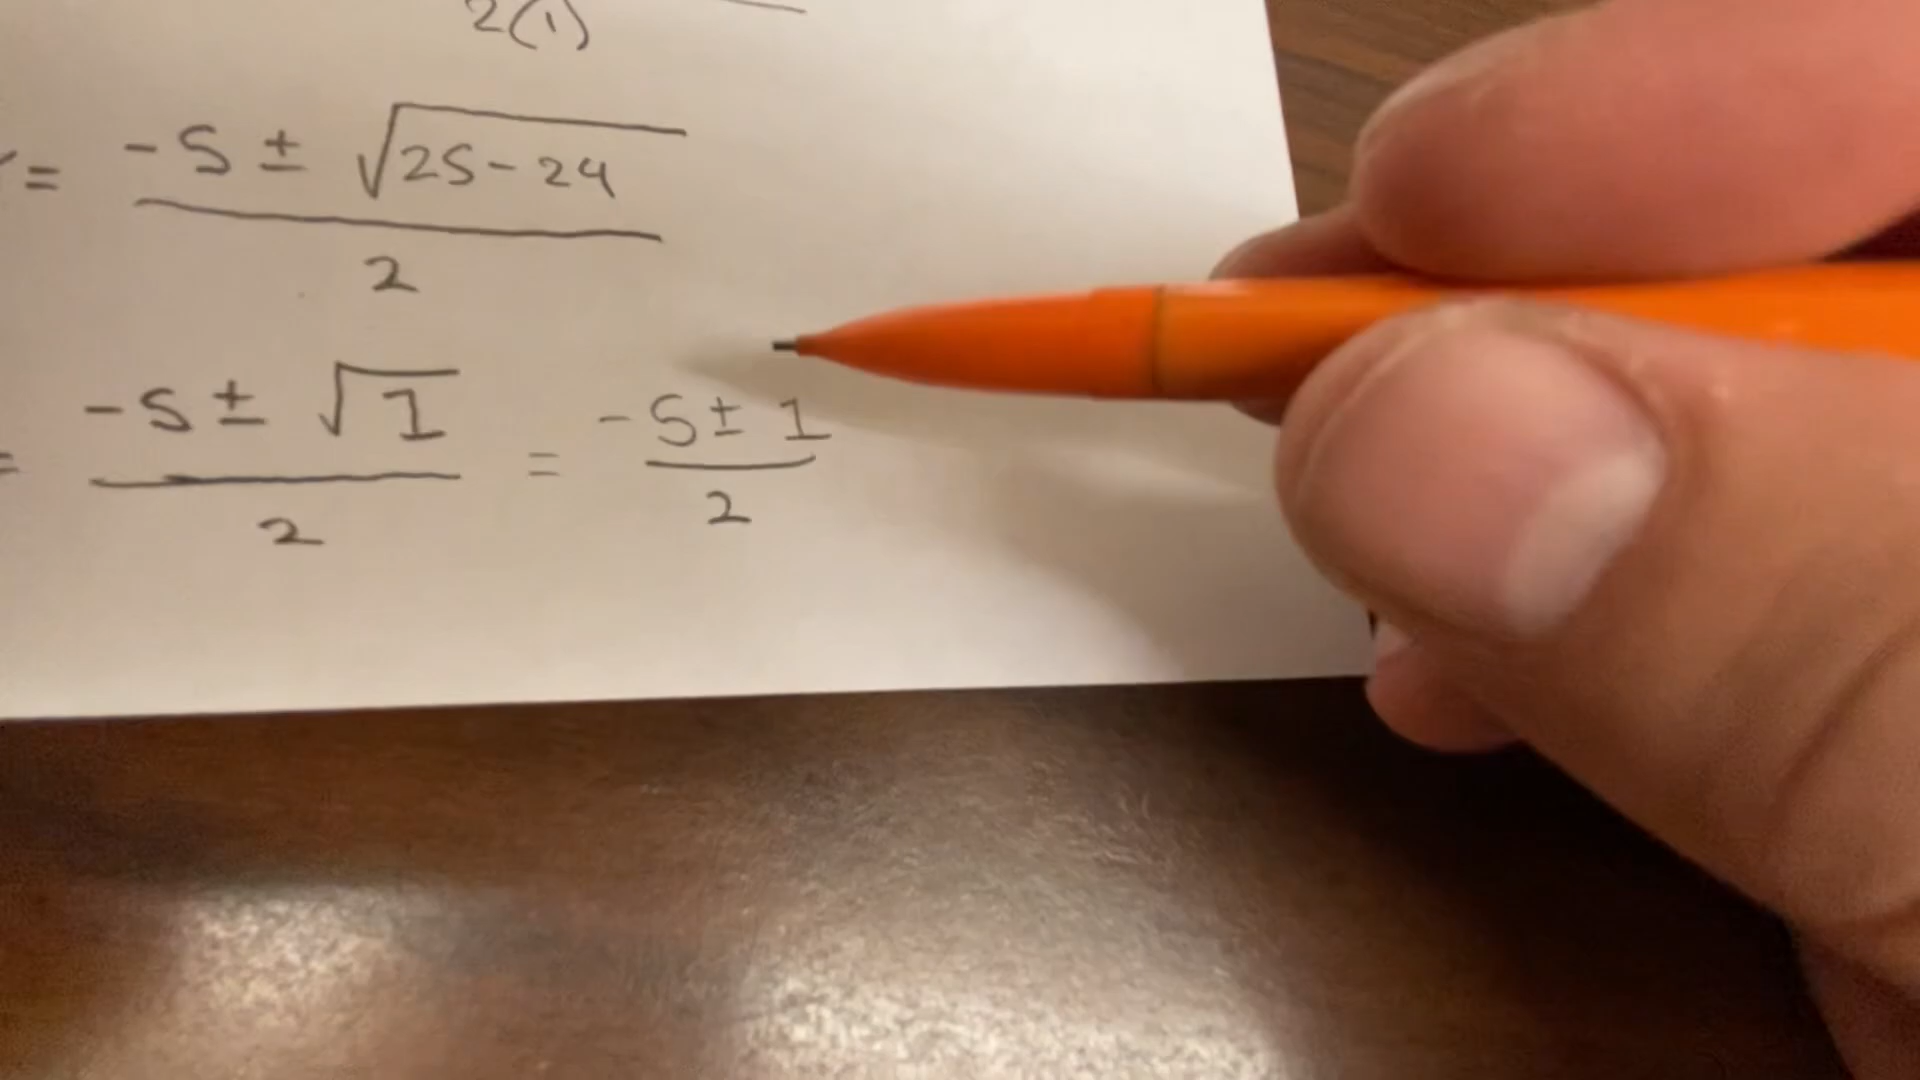 2(1)
= -5 ± √25-24
2
= -5 ± √1 = -5 ± 1
2 2